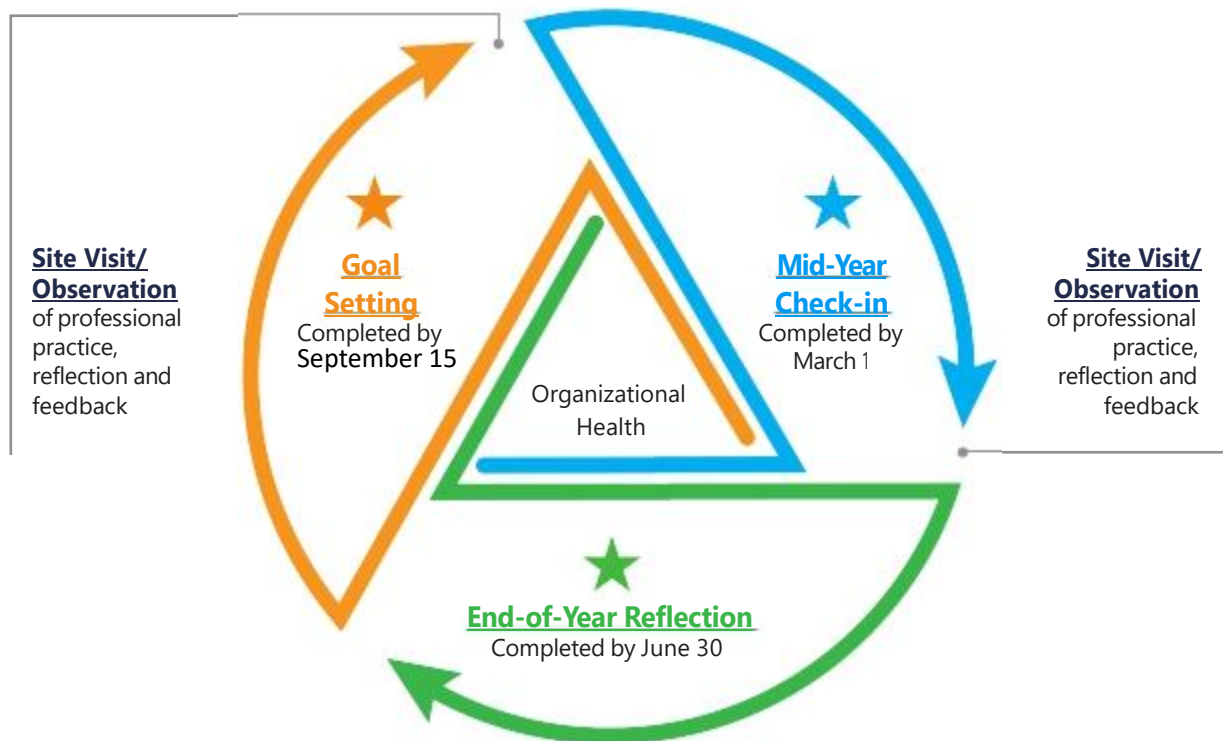 Site Visit/
Observation
of professional
practice,
reflection and
feedback
Goal
Setting
Completed by
September 15
Organizational
Health
Mid-Year
Check-in
Completed by
March 1
Site Visit/
Observation
of professional
practice,
reflection and
feedback
End-of-Year Reflection
Completed by June 30